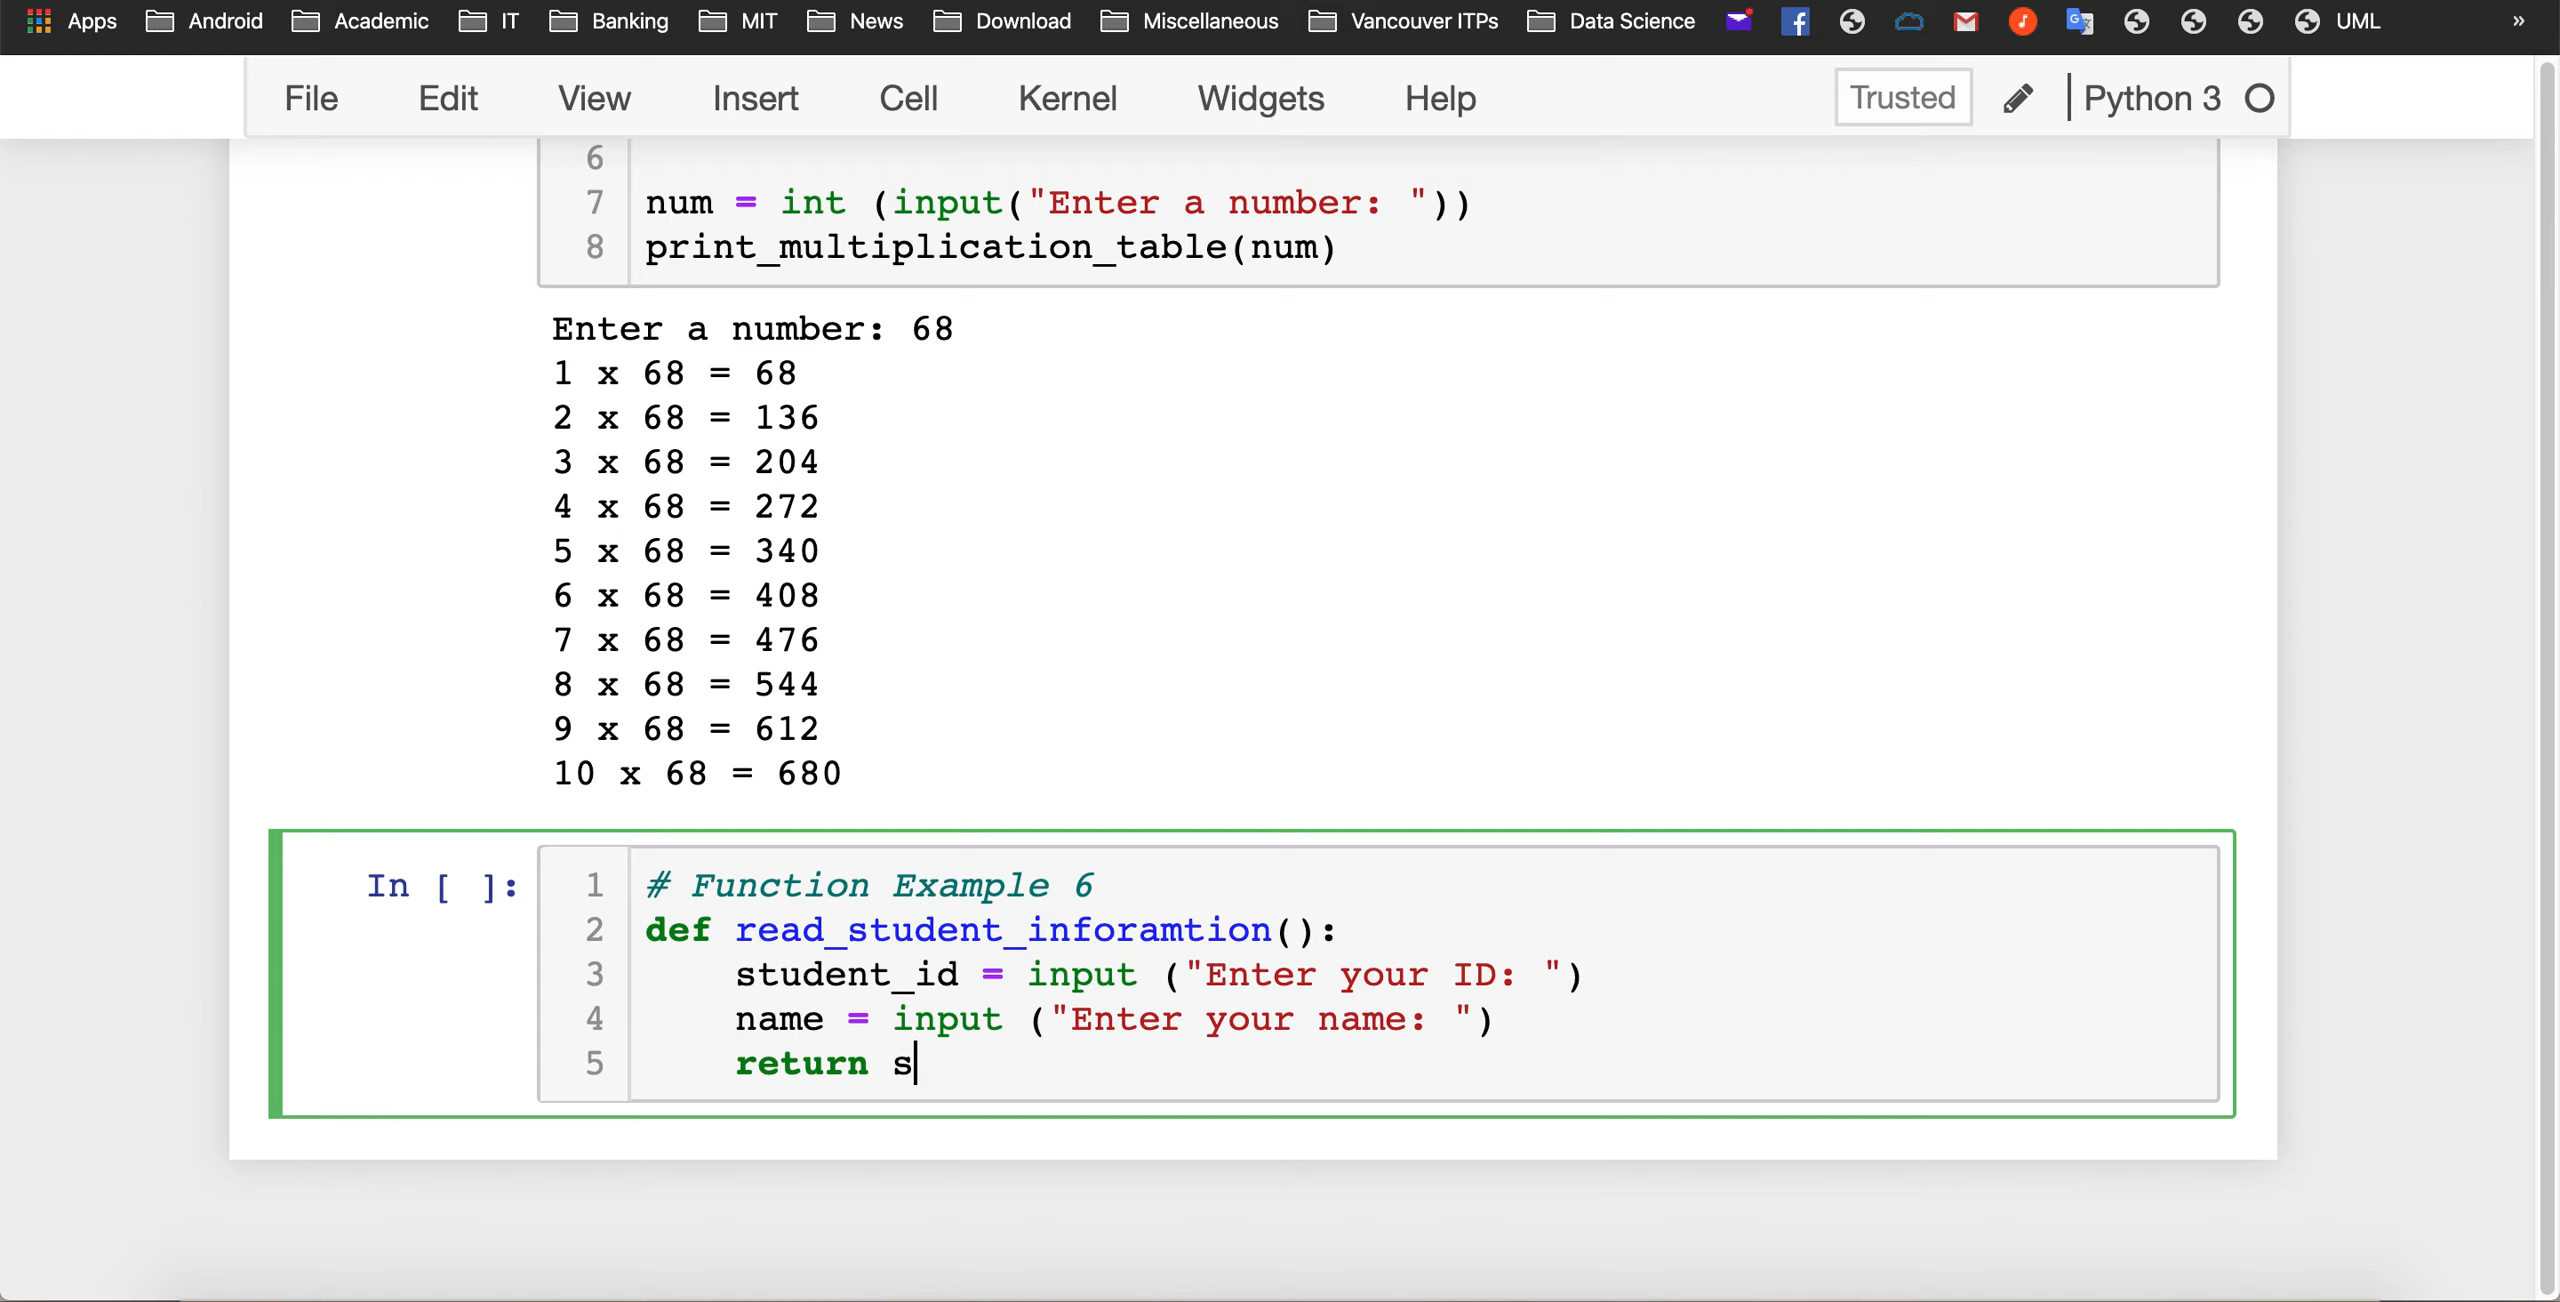 Apps Android Academic IT Banking MIT News Download Miscellaneous Vancouver ITPs Data Science UML »
File Edit View Insert Cell Kernel Widgets Help Trusted Python 3
6
7 num = int (input("Enter a number: "))
8 print_multiplication_table(num)
Enter a number: 68
1 x 68 = 68
2 x 68 = 136
3 x 68 = 204
4 x 68 = 272
5 x 68 = 340
6 x 68 = 408
7 x 68 = 476
8 x 68 = 544
9 x 68 = 612
10 x 68 = 680
In [ ]: 1 # Function Example 6
2 def read_student_inforamtion():
3 student_id = input ("Enter your ID: ")
4 name = input ("Enter your name: ")
5 return s